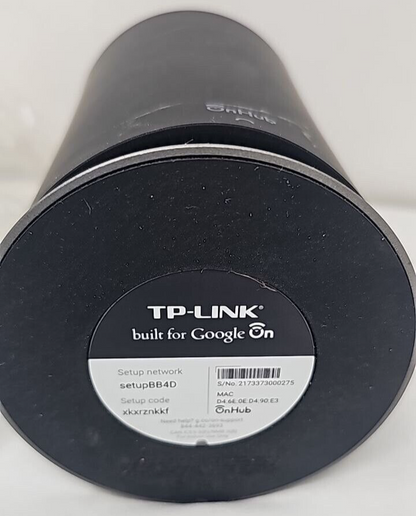 OnHub
TP-LINK®
built for Google On
Setup network
setupBB4D
Setup code
xkxrznkkf
S/No. 2173373000275
MAC
D4.6E.0E.D4.90.E3
OnHub